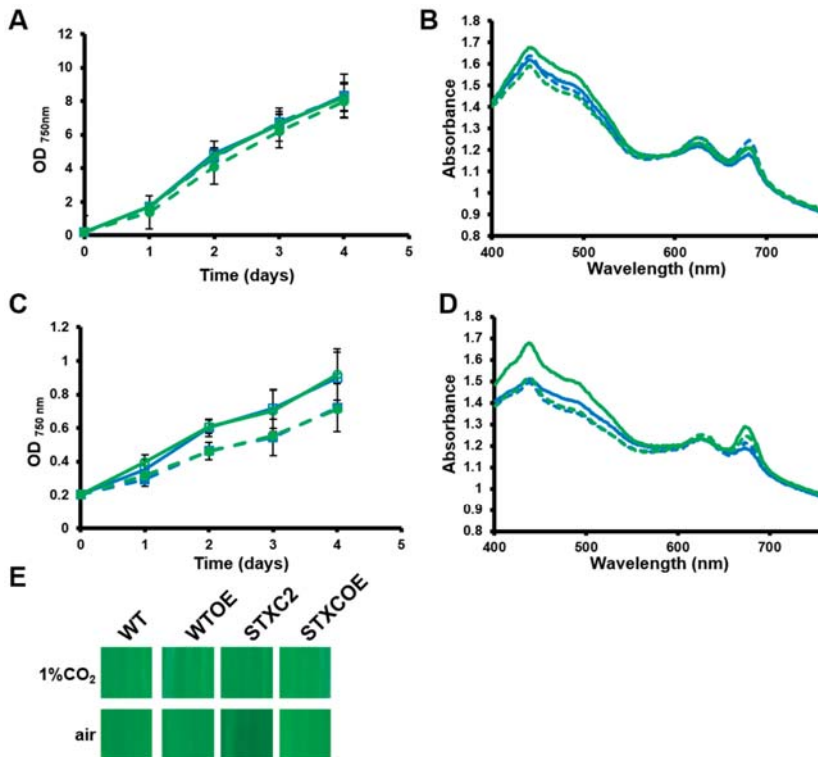 A
12
10
8
6
4
2
0
OD 750nm
0 1 2 3 4 5
Time (days)
B
1.8
1.7
1.6
1.5
1.4
1.3
1.2
1.1
1
0.9
0.8
Absorbance
400 500 600 700
Wavelength (nm)
C
1.2
1
0.8
0.6
0.4
0.2
0
OD 750 nm
0 1 2 3 4 5
Time (days)
D
1.8
1.7
1.6
1.5
1.4
1.3
1.2
1.1
1
0.9
0.8
Absorbance
400 500 600 700
Wavelength (nm)
E
WT WTOE STXC2 STXCOE
1%CO₂
air